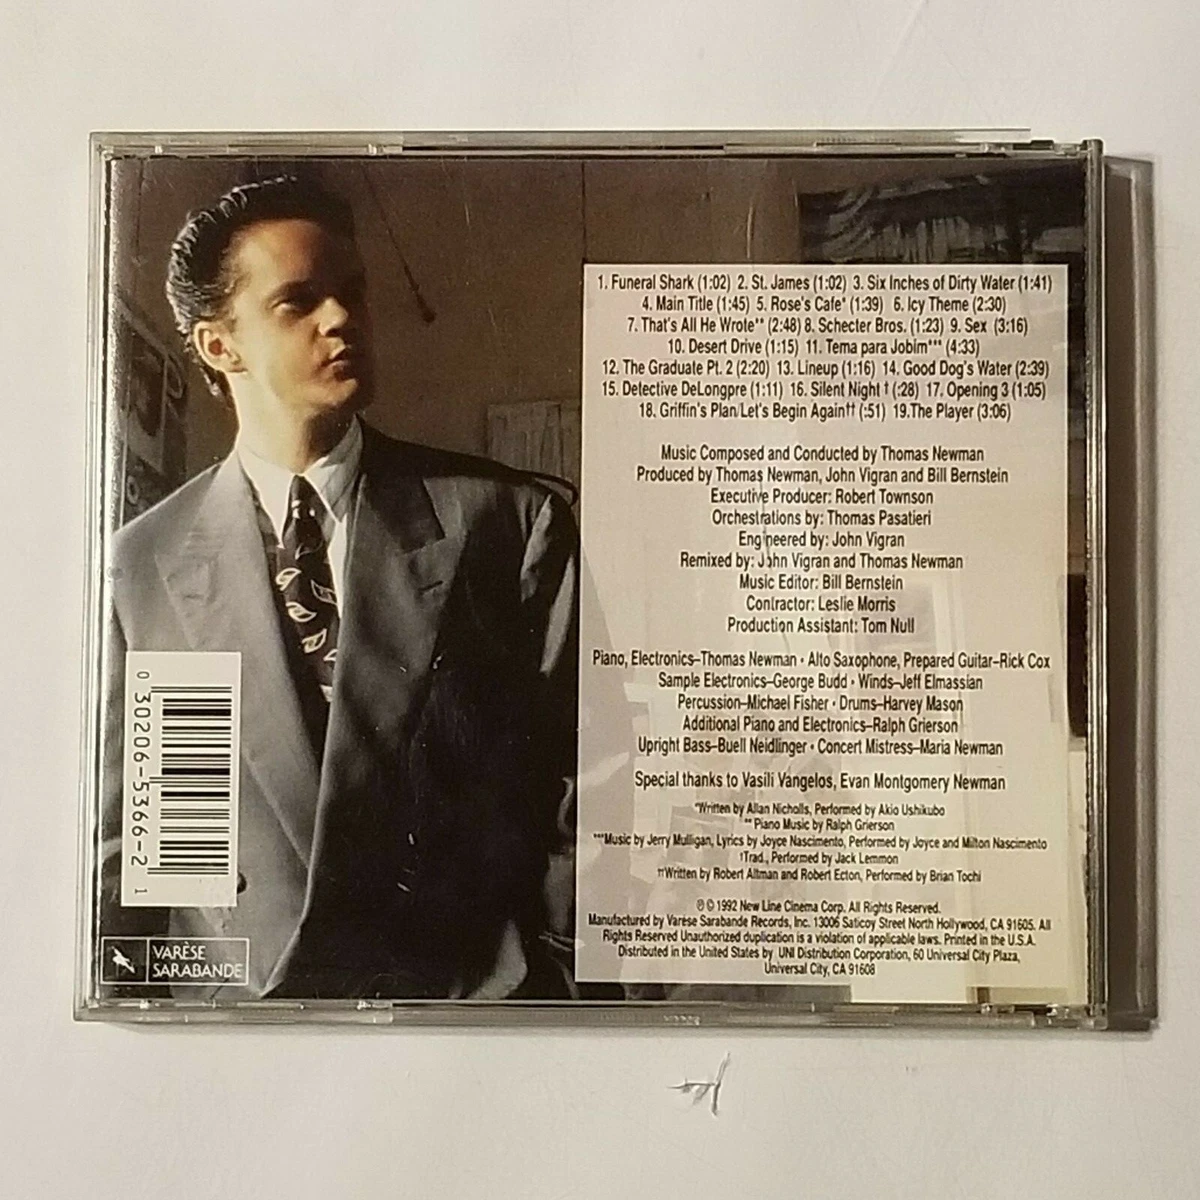 1. Funeral Shark (1:02) 2. St. James (1:02) 3. Six Inches of Dirty Water (1:41)
4. Main Title (1:45) 5. Rose's Cafe* (1:39) 6. Icy Theme (2:30)
7. That's All He Wrote** (2:48) 8. Schecter Bros. (1:23) 9. Sex (3:16)
10. Desert Drive (1:15) 11. Tema para Jobim*** (4:33)
12. The Graduate Pt. 2 (2:20) 13. Lineup (1:16) 14. Good Dog's Water (2:39)
15. Detective DeLongpre (1:11) 16. Silent Night † (:28) 17. Opening 3 (1:05)
18. Griffin's Plan/Let's Begin Again†† (:51) 19.The Player (3:06)
Music Composed and Conducted by Thomas Newman
Produced by Thomas Newman, John Vigran and Bill Bernstein
Executive Producer: Robert Townson
Orchestrations by: Thomas Pasatieri
Engineered by: John Vigran
Remixed by: John Vigran and Thomas Newman
Music Editor: Bill Bernstein
Contractor: Leslie Morris
Production Assistant: Tom Null
Piano, Electronics–Thomas Newman • Alto Saxophone, Prepared Guitar–Rick Cox
Sample Electronics–George Budd • Winds–Jeff Elmassian
Percussion–Michael Fisher • Drums–Harvey Mason
Additional Piano and Electronics–Ralph Grierson
Upright Bass–Buell Neidlinger • Concert Mistress–Maria Newman
Special thanks to Vasili Vangelos, Evan Montgomery Newman
*Written by Allan Nicholls, Performed by Akio Ushikubo
** Piano Music by Ralph Grierson
***Music by Jerry Mulligan, Lyrics by Joyce Nascimento, Performed by Joyce and Milton Nascimento
†Trad., Performed by Jack Lemmon
††Written by Robert Altman and Robert Ecton, Performed by Brian Tochi
℗ © 1992 New Line Cinema Corp. All Rights Reserved.
Manufactured by Varèse Sarabande Records, Inc. 13006 Saticoy Street North Hollywood, CA 91605. All
Rights Reserved Unauthorized duplication is a violation of applicable laws. Printed in the U.S.A.
Distributed in the United States by UNI Distribution Corporation, 60 Universal City Plaza,
Universal City, CA 91608
0 30206-5366-2 1
VARÈSE
SARABANDE